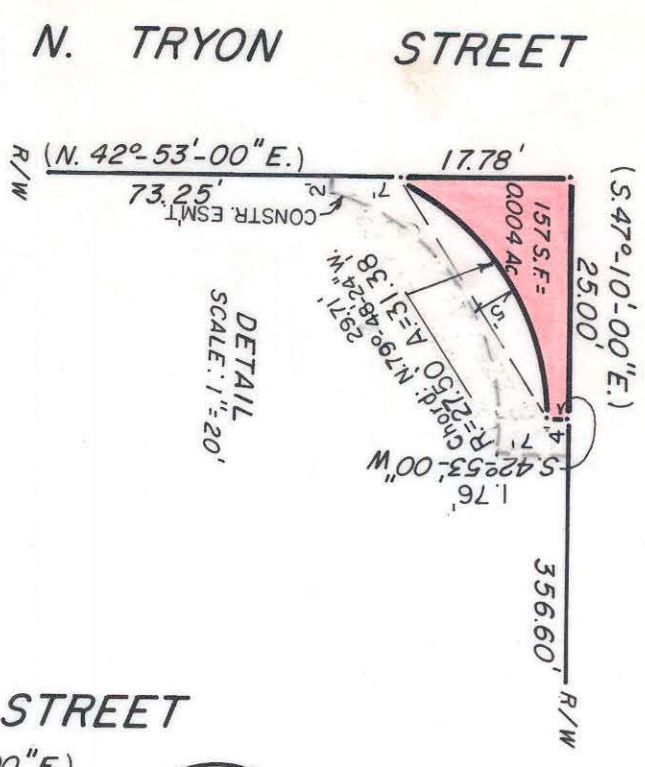 N. TRYON STREET
(N. 42°-53'-00"E.)
73.25'
17.78'
R/W
(S.47°-10'-00"E.)
25.00'
157 S.F.=
0.004 Ac
2'
7'
CONSTR. ESM'T.
5'
Chord: N.79°-48'-24"W.
29.71'
R=27.50' A=31.38
DETAIL
SCALE: 1"=20'
7'
4'
S.42°-53'-00"W
1.76'
356.60'
R/W
STREET
00"E.)